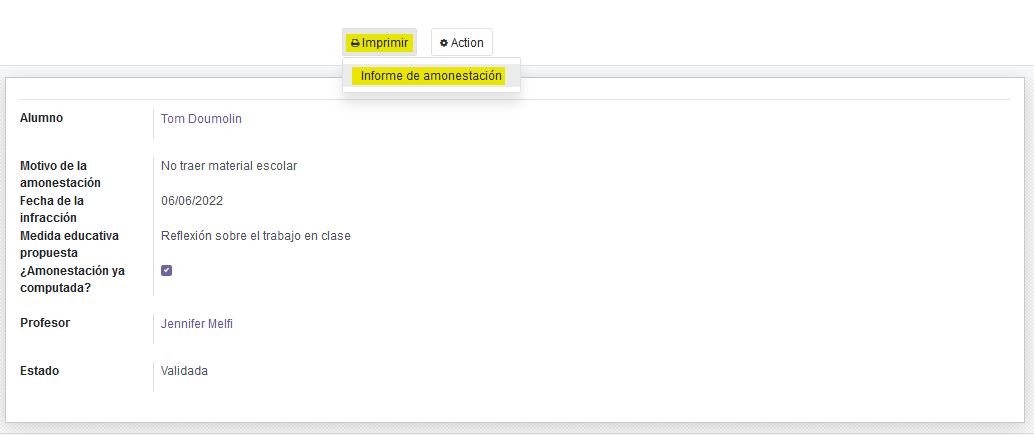 Imprimir
Action
Informe de amonestación
Alumno
Tom Doumolin
Motivo de la
amonestación
No traer material escolar
Fecha de la
infracción
06/06/2022
Medida educativa
propuesta
Reflexión sobre el trabajo en clase
¿Amonestación ya
computada?
Profesor
Jennifer Melfi
Estado
Validada